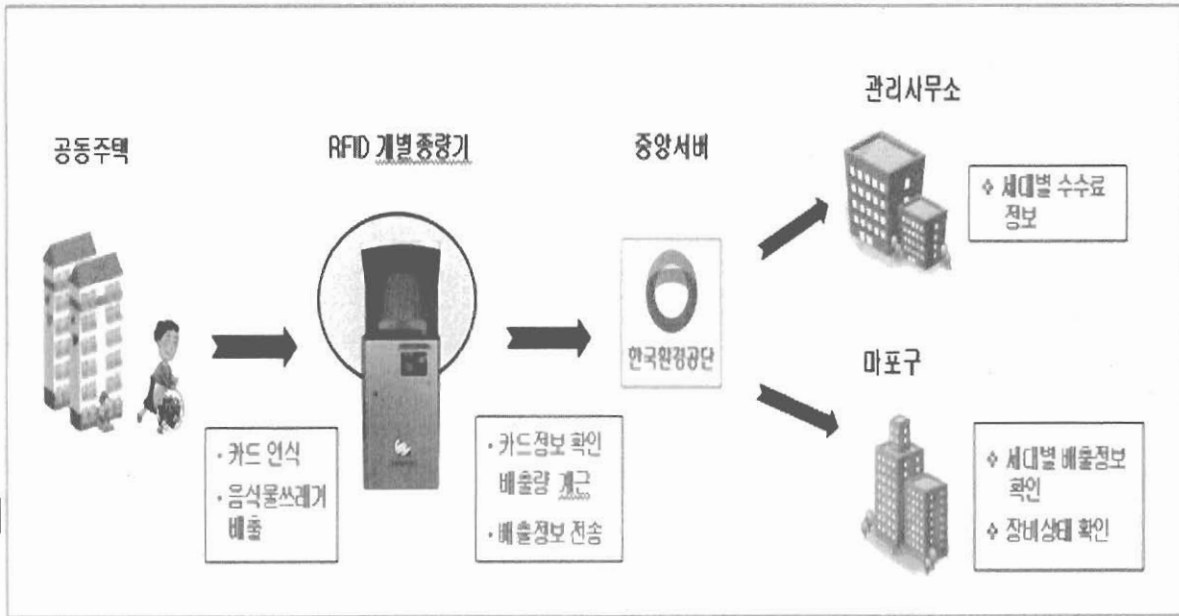 공동주택
RFID 개별종량기
중앙서버
관리사무소
❖ 세대별 수수료
정보
한국환경공단
마포구
· 카드 인식
· 음식물쓰레기
배출
· 카드정보 확인
배출량 계근
· 배출정보 전송
❖ 세대별 배출정보
확인
❖ 장비상태 확인